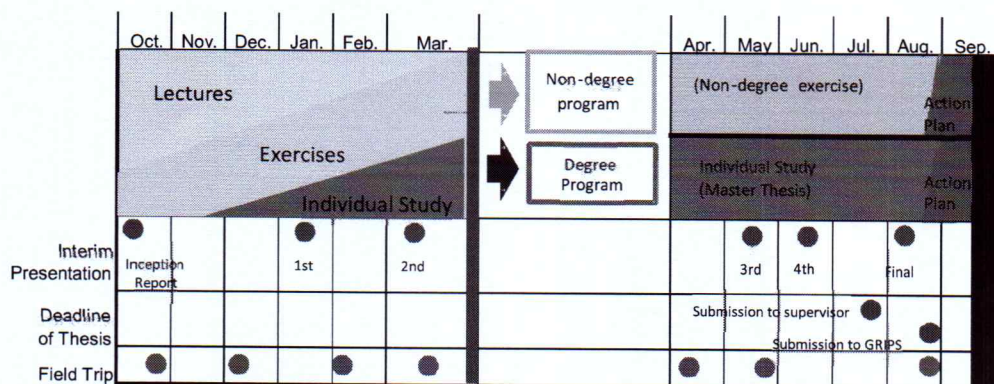 Oct. Nov. Dec. Jan. Feb. Mar. Apr. May Jun. Jul. Aug. Sep.
Lectures
Exercises
Individual Study
Non-degree
program
Degree
Program
(Non-degree exercise)
Action
Plan
Individual Study
(Master Thesis)
Action
Plan
Interim
Presentation
Inception
Report
1st
2nd
3rd
4th
Final
Deadline
of Thesis
Submission to supervisor
Submission to GRIPS
Field Trip